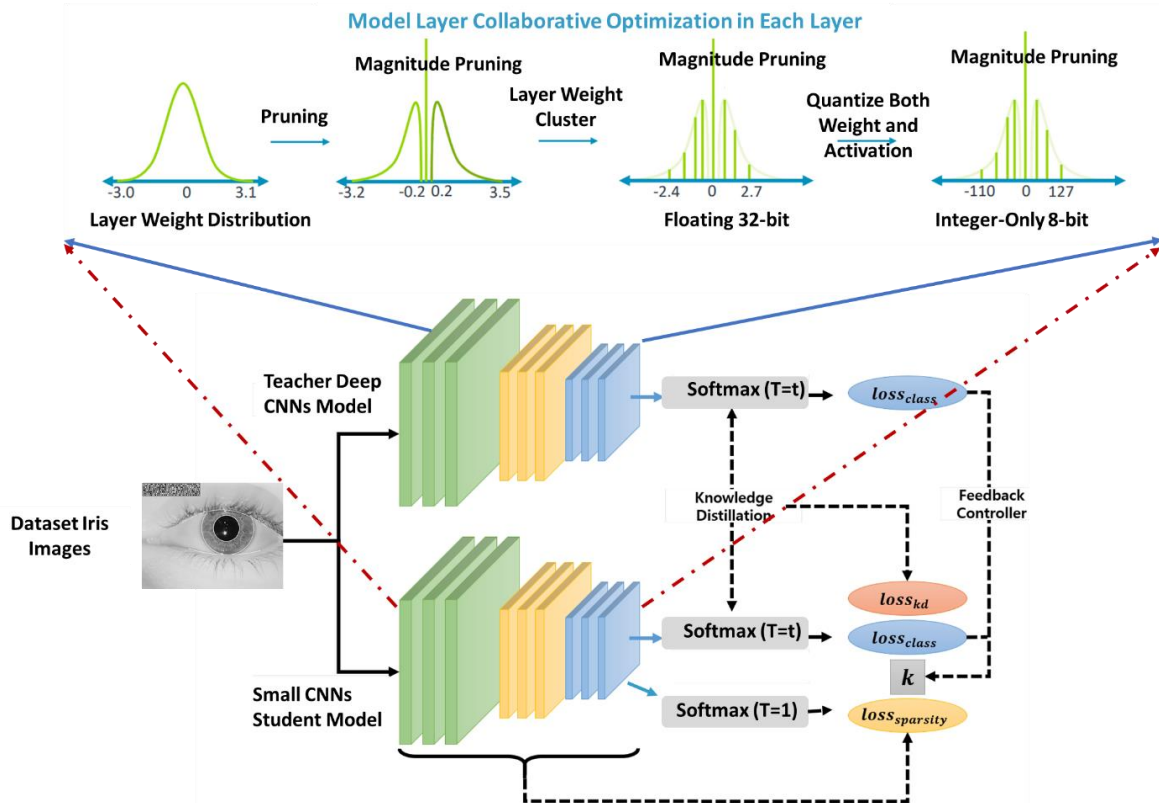 Model Layer Collaborative Optimization in Each Layer
Magnitude Pruning
Magnitude Pruning
Magnitude Pruning
Pruning
Layer Weight
Cluster
Quantize Both
Weight and
Activation
-3.0 0 3.1
-3.2 -0.2 0.2 3.5
-2.4 0 2.7
-110 0 127
Layer Weight Distribution
Floating 32-bit
Integer-Only 8-bit
Teacher Deep
CNNs Model
Softmax (T=t)
loss_class
Dataset Iris
Images
Knowledge
Distillation
Feedback
Controller
loss_kd
Softmax (T=t)
loss_class
k
Small CNNs
Student Model
Softmax (T=1)
loss_sparsity